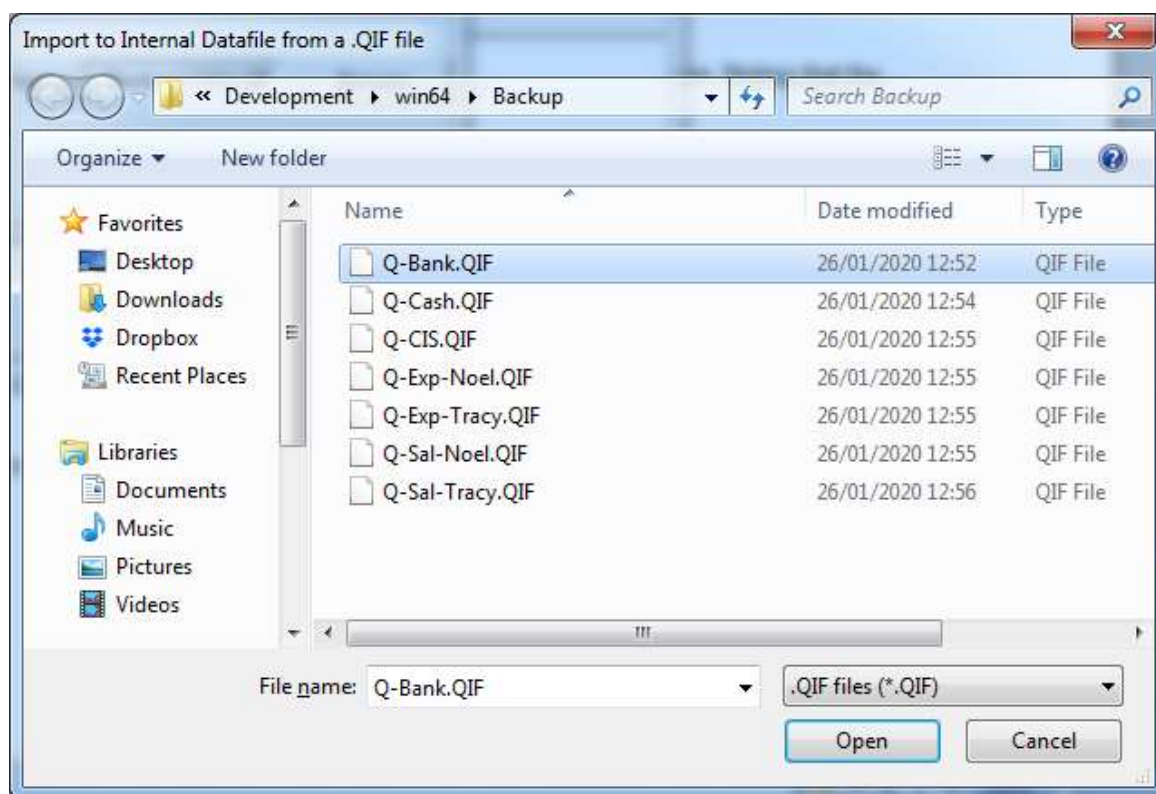 Import to Internal Datafile from a .QIF file
« Development win64 Backup Search Backup
Organize New folder
Name Date modified Type
Favorites
Desktop
Downloads
Dropbox
Recent Places
Libraries
Documents
Music
Pictures
Videos
Q-Bank.QIF 26/01/2020 12:52 QIF File
Q-Cash.QIF 26/01/2020 12:54 QIF File
Q-CIS.QIF 26/01/2020 12:55 QIF File
Q-Exp-Noel.QIF 26/01/2020 12:55 QIF File
Q-Exp-Tracy.QIF 26/01/2020 12:55 QIF File
Q-Sal-Noel.QIF 26/01/2020 12:55 QIF File
Q-Sal-Tracy.QIF 26/01/2020 12:56 QIF File
File name: Q-Bank.QIF .QIF files (*.QIF)
Open Cancel